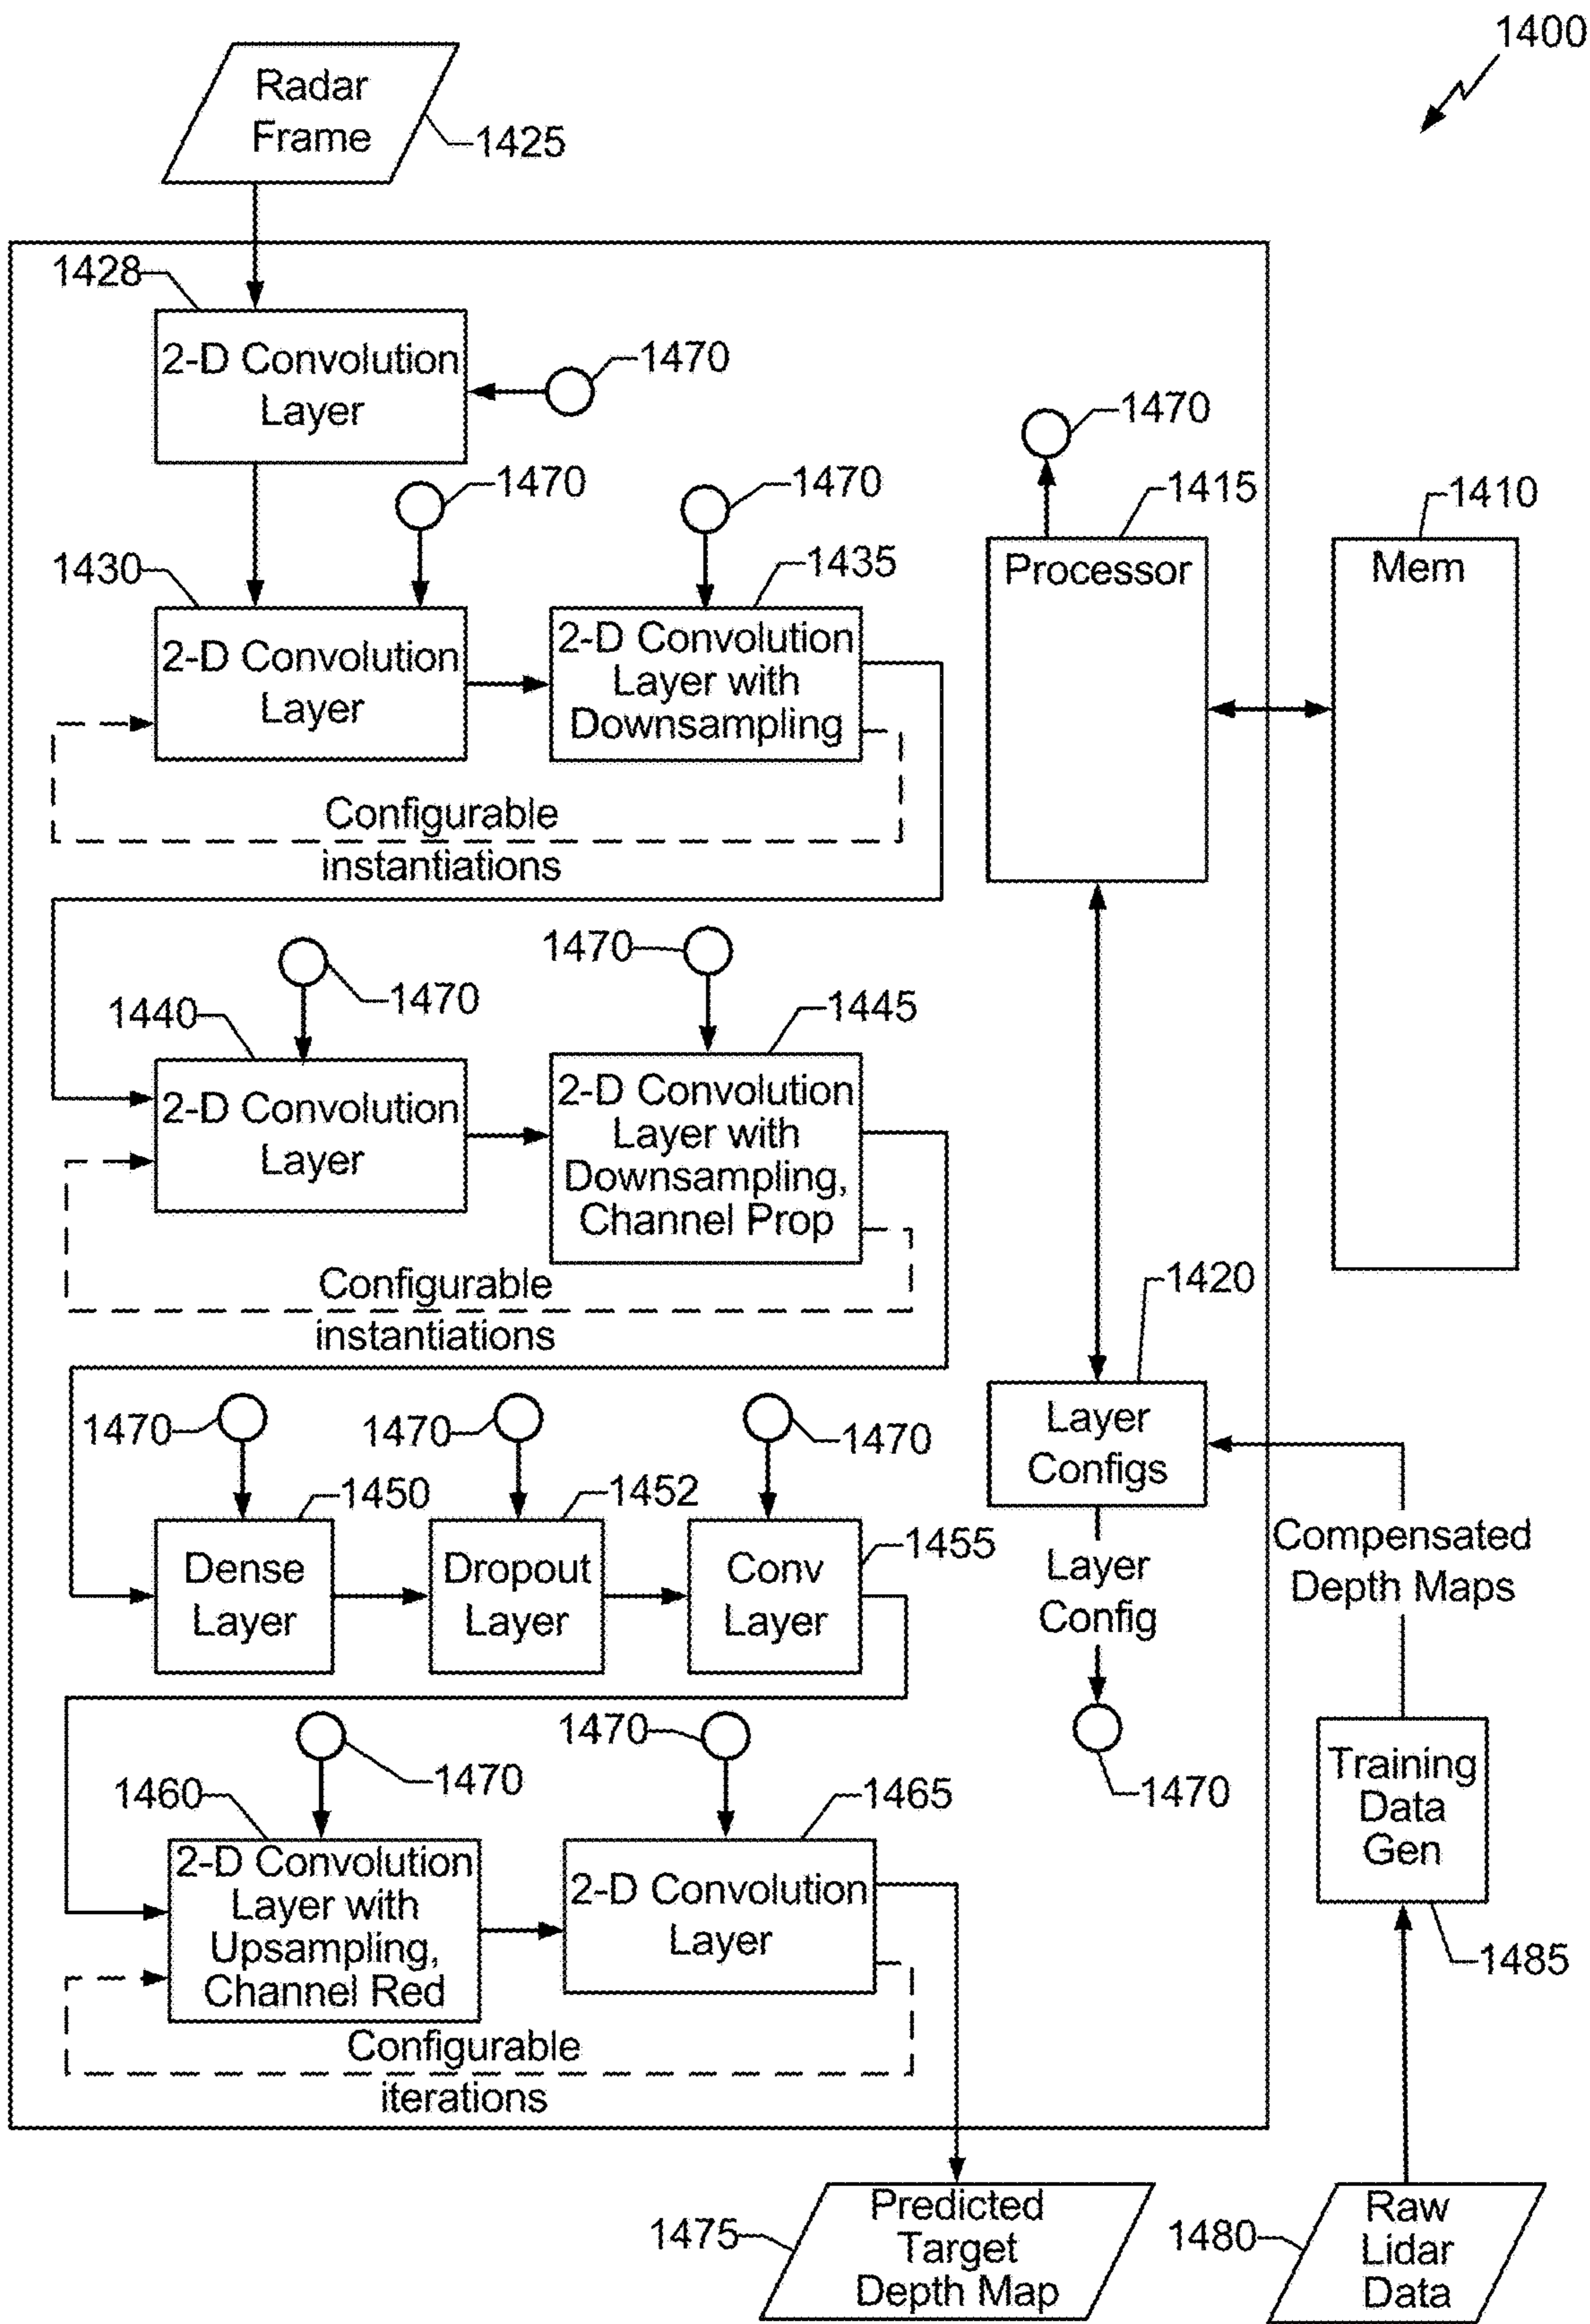 1400
Radar
Frame
1425
1428
2-D Convolution
Layer
1470
1470
1470
1470
1415
1410
1430
2-D Convolution
Layer
1435
2-D Convolution
Layer with
Downsampling
Processor
Mem
Configurable
instantiations
1470
1470
1440
2-D Convolution
Layer
1445
2-D Convolution
Layer with
Downsampling,
Channel Prop
Configurable
instantiations
1420
Layer
Configs
1470
1470
1470
1450
Dense
Layer
1452
Dropout
Layer
1455
Conv
Layer
Layer
Config
1470
Compensated
Depth Maps
Training
Data
Gen
1485
1470
1470
1460
2-D Convolution
Layer with
Upsampling,
Channel Red
1465
2-D Convolution
Layer
Configurable
iterations
1475
Predicted
Target
Depth Map
1480
Raw
Lidar
Data